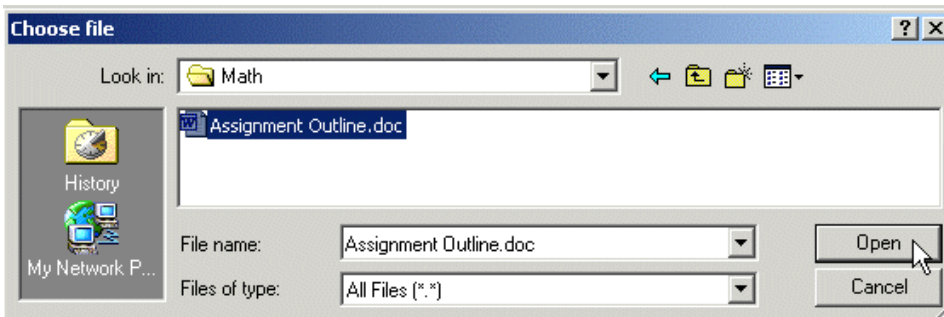 Choose file
Look in: Math
Assignment Outline.doc
History
My Network P...
File name: Assignment Outline.doc Open
Files of type: All Files (*.*) Cancel